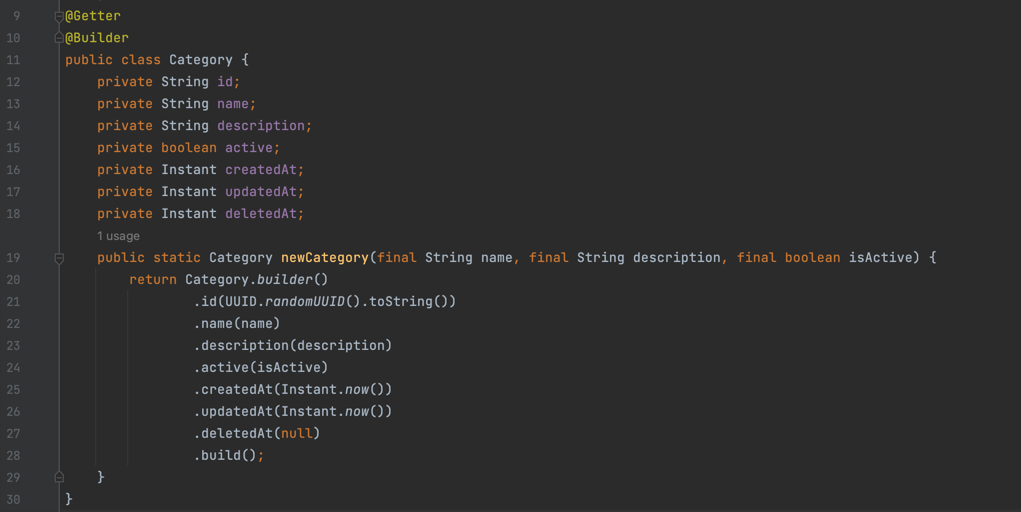 9 @Getter
10 @Builder
11 public class Category {
12     private String id;
13     private String name;
14     private String description;
15     private boolean active;
16     private Instant createdAt;
17     private Instant updatedAt;
18     private Instant deletedAt;
1 usage
19     public static Category newCategory(final String name, final String description, final boolean isActive) {
20         return Category.builder()
21                 .id(UUID.randomUUID().toString())
22                 .name(name)
23                 .description(description)
24                 .active(isActive)
25                 .createdAt(Instant.now())
26                 .updatedAt(Instant.now())
27                 .deletedAt(null)
28                 .build();
29     }
30 }